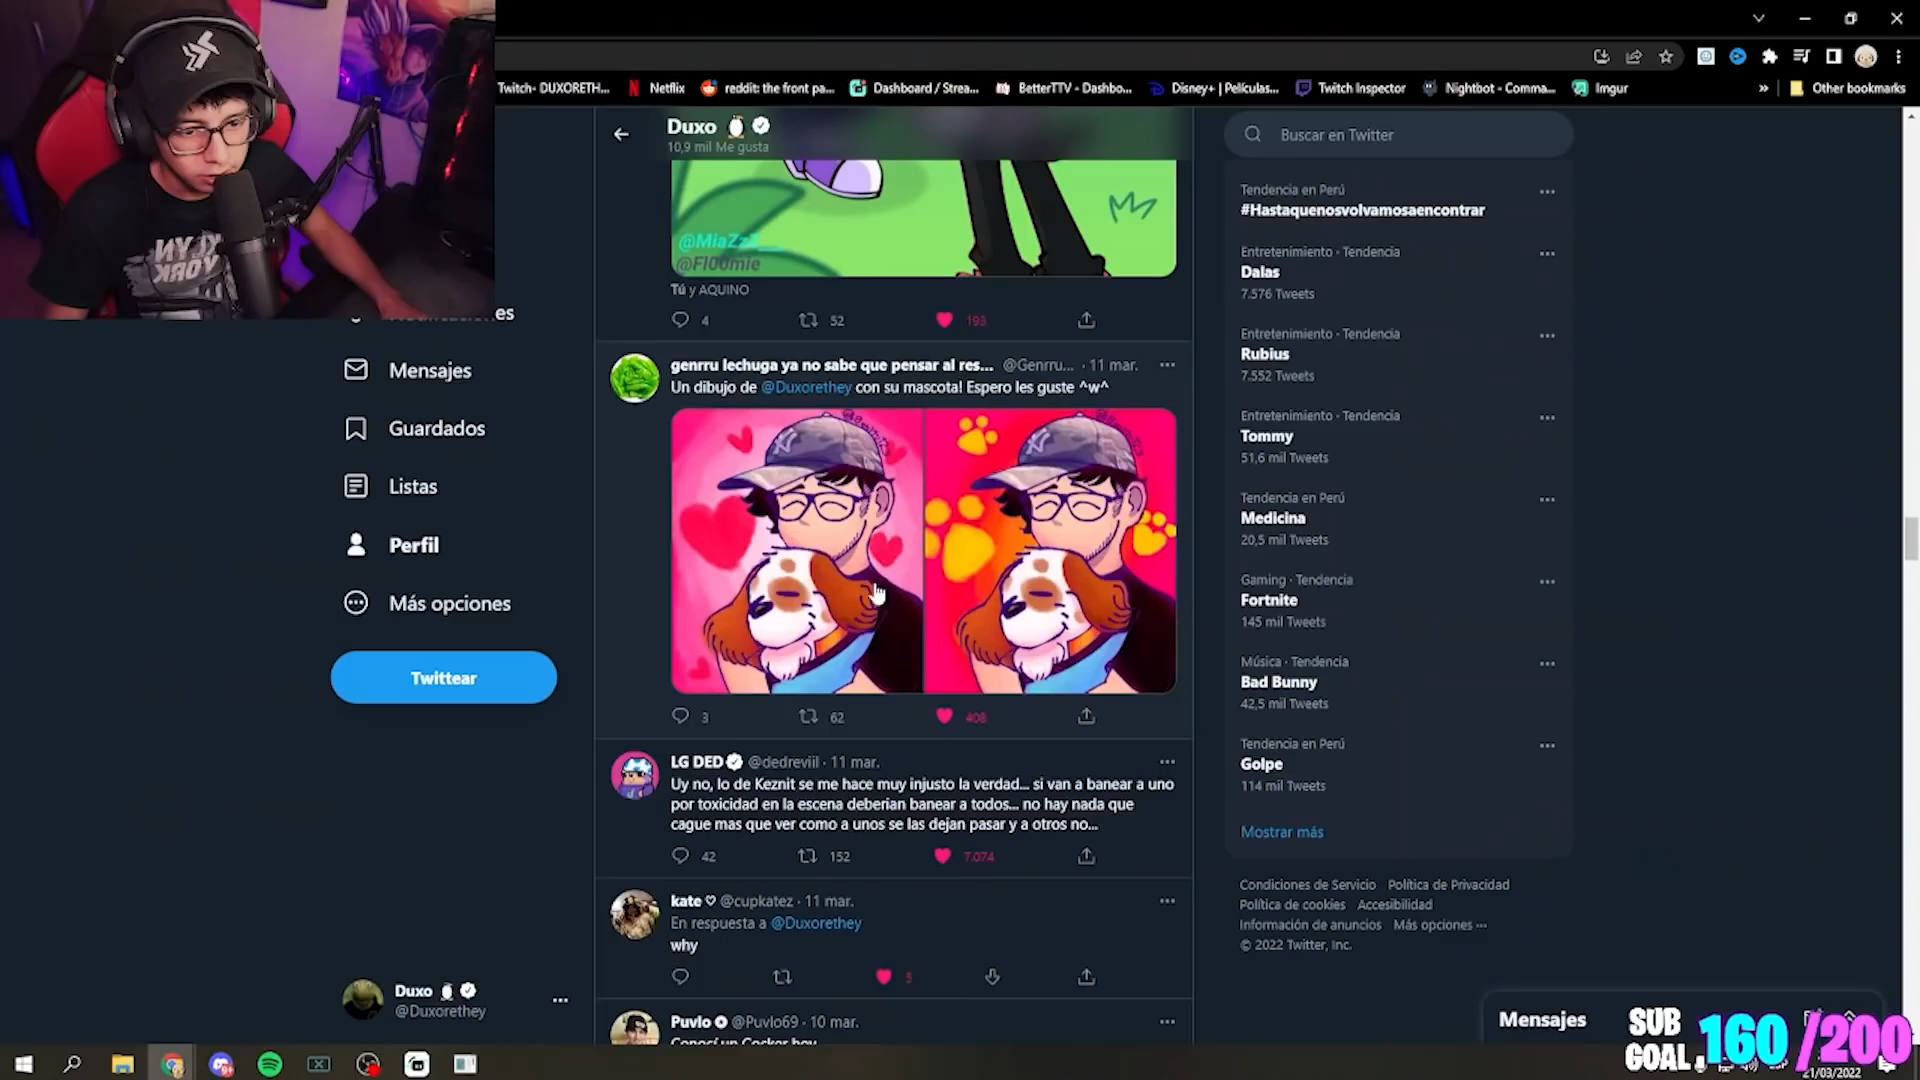 Twitch- DUXORETH...
Netflix
reddit: the front pa...
Dashboard / Strea...
BetterTTV - Dashbo...
Disney+ | Películas...
Twitch Inspector
Nightbot - Comma...
Imgur
»
Other bookmarks
Duxo
10,9 mil Me gusta
@MiaZzZ__
@Fl00mie
Tú y AQUINO
4
52
193
genrru lechuga ya no sabe que pensar al res... @Genrru... · 11 mar.
Un dibujo de @Duxorethey con su mascota! Espero les guste ^w^
3
62
408
LG DED @dedreviil · 11 mar.
Uy no, lo de Keznit se me hace muy injusto la verdad... si van a banear a uno
por toxicidad en la escena deberian banear a todos... no hay nada que
cague mas que ver como a unos se las dejan pasar y a otros no...
42
152
7.074
kate ♡ @cupkatez · 11 mar.
En respuesta a @Duxorethey
why
Puvlo @Puvlo69 · 10 mar.
Conocí un Cocker boy
Mensajes
Guardados
Listas
Perfil
Más opciones
Twittear
Duxo
@Duxorethey
Buscar en Twitter
Tendencia en Perú
#Hastaquenosvolvamosaencontrar
Entretenimiento · Tendencia
Dalas
7.576 Tweets
Entretenimiento · Tendencia
Rubius
7.552 Tweets
Entretenimiento · Tendencia
Tommy
51,6 mil Tweets
Tendencia en Perú
Medicina
20,5 mil Tweets
Gaming · Tendencia
Fortnite
145 mil Tweets
Música · Tendencia
Bad Bunny
42,5 mil Tweets
Tendencia en Perú
Golpe
114 mil Tweets
Mostrar más
Condiciones de Servicio Política de Privacidad
Política de cookies Accesibilidad
Información de anuncios Más opciones ···
© 2022 Twitter, Inc.
Mensajes
SUB
GOAL
160/200
21/03/2022